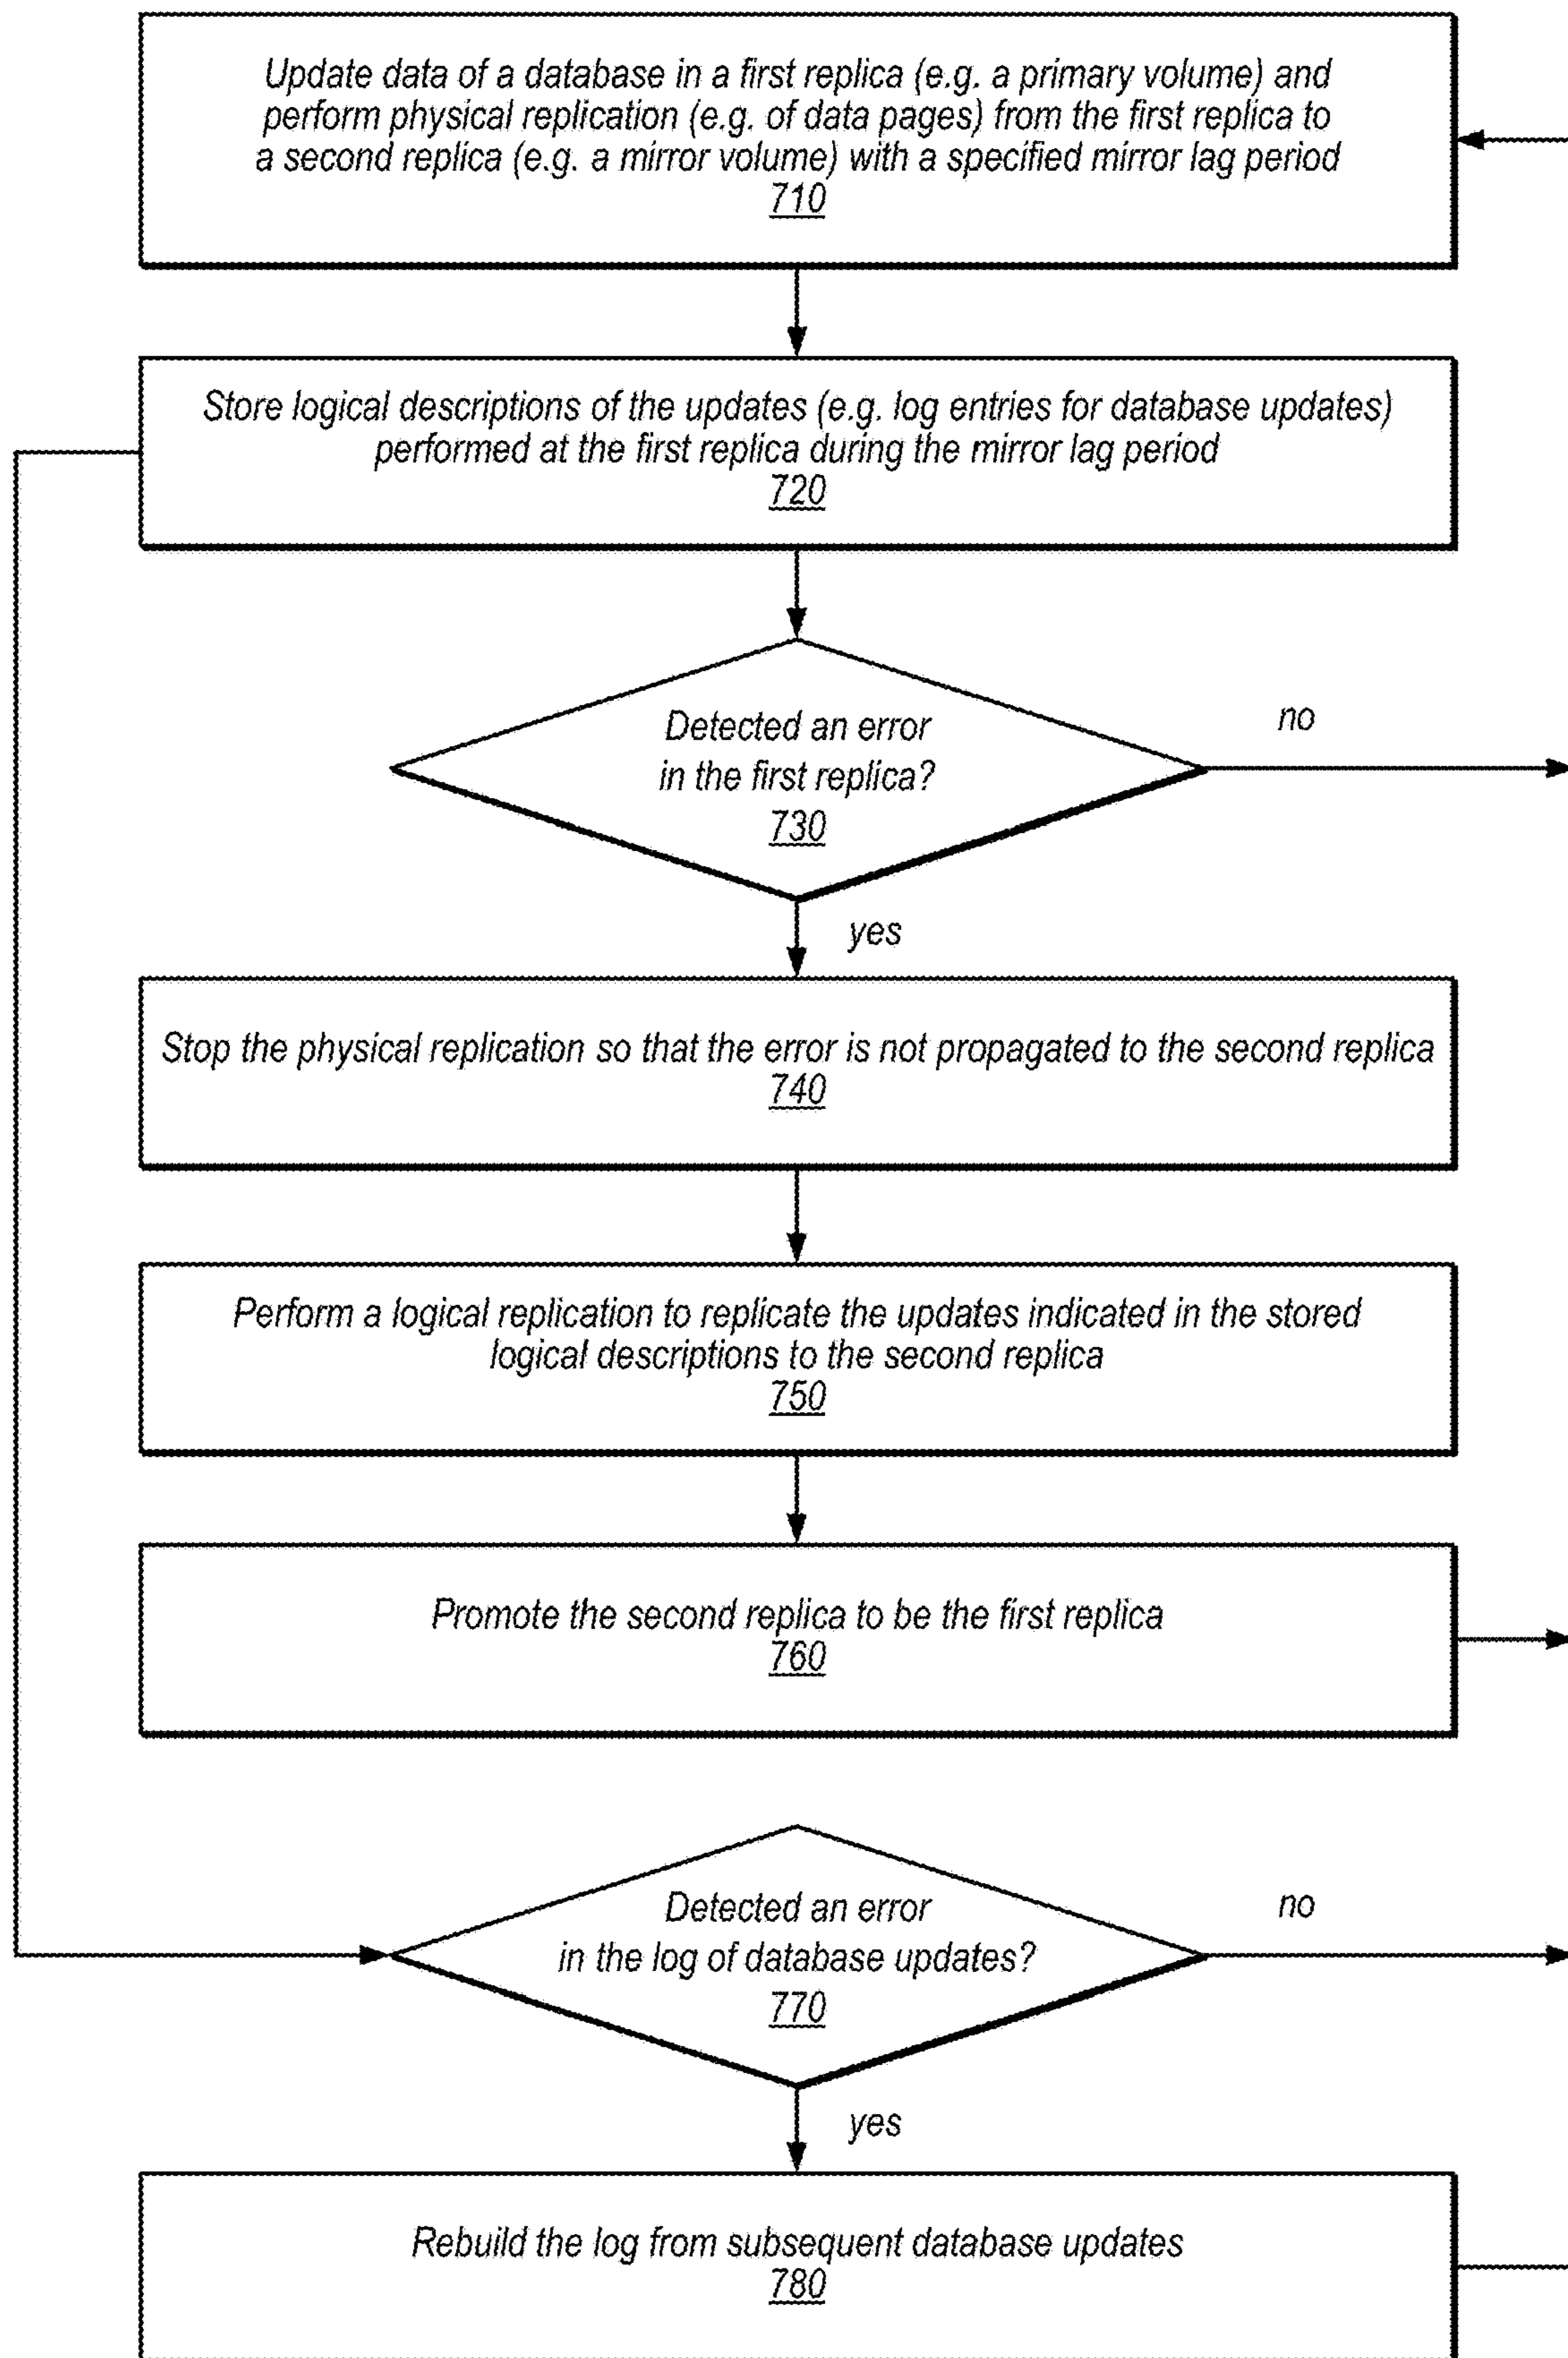 Update data of a database in a first replica (e.g. a primary volume) and
perform physical replication (e.g. of data pages) from the first replica to
a second replica (e.g. a mirror volume) with a specified mirror lag period
710
Store logical descriptions of the updates (e.g. log entries for database updates)
performed at the first replica during the mirror lag period
720
Detected an error
in the first replica?
730
no
yes
Stop the physical replication so that the error is not propagated to the second replica
740
Perform a logical replication to replicate the updates indicated in the stored
logical descriptions to the second replica
750
Promote the second replica to be the first replica
760
Detected an error
in the log of database updates?
770
no
yes
Rebuild the log from subsequent database updates
780